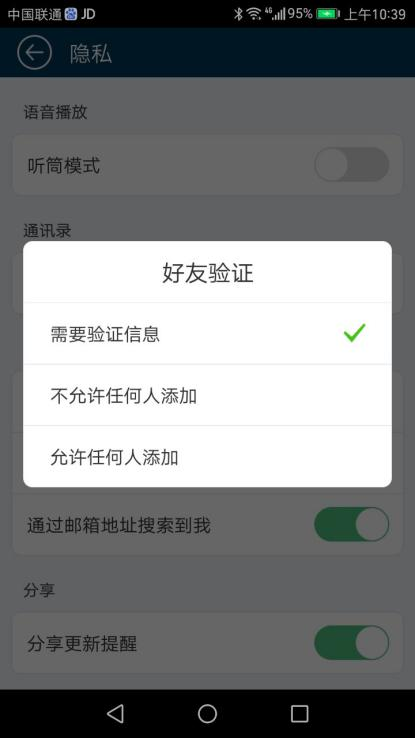 中国联通 JD 4G 95% 上午10:39
隐私
语音播放
听筒模式
通讯录
好友验证
需要验证信息
不允许任何人添加
允许任何人添加
通过邮箱地址搜索到我
分享
分享更新提醒